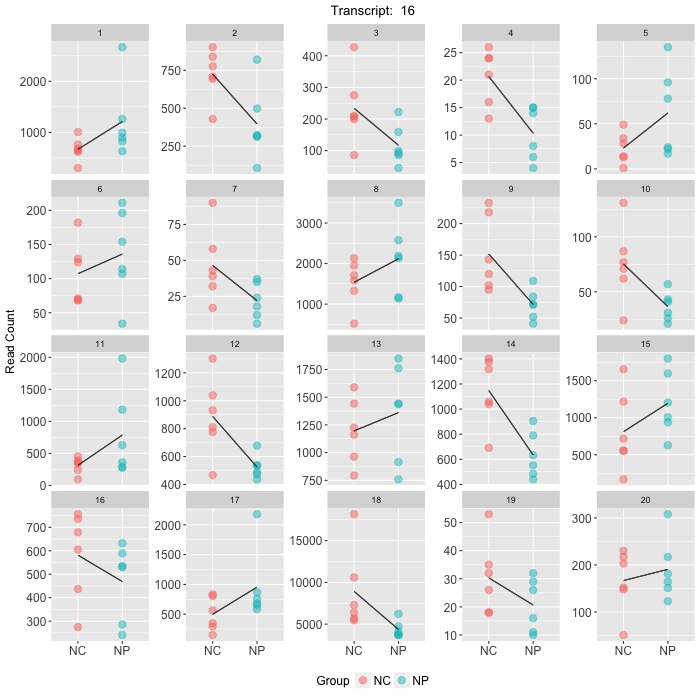 Transcript: 16
1 2 3 4 5
2000 1000
750 500 250
400 300 200 100
25 20 15 10 5
100 50 0
6 7 8 9 10
200 150 100 50
75 50 25
3000 2000 1000
200 150 100 50
100 50
Read Count
11 12 13 14 15
2000 1500 1000 500 0
1200 1000 800 600 400
1750 1500 1250 1000 750
1400 1200 1000 800 600 400
1500 1000 500
16 17 18 19 20
700 600 500 400 300
2000 1500 1000 500
15000 10000 5000
50 40 30 20 10
300 200 100
NC NP NC NP NC NP NC NP NC NP
Group NC NP